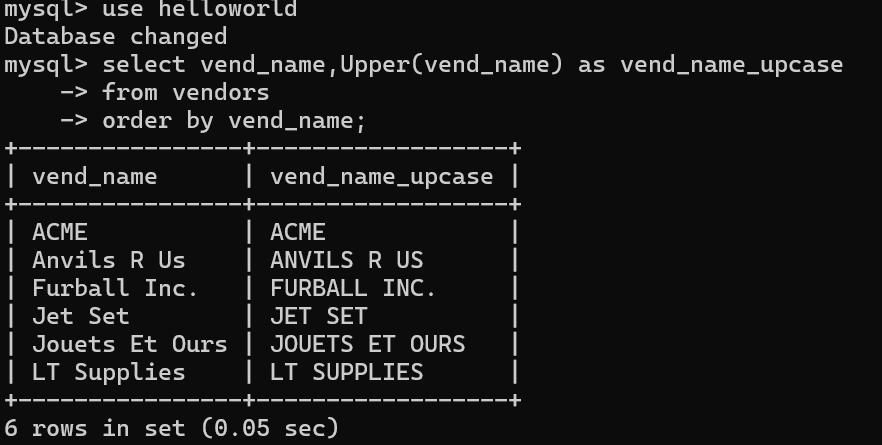 mysql> use helloworld
Database changed
mysql> select vend_name,Upper(vend_name) as vend_name_upcase
    -> from vendors
    -> order by vend_name;
+----------------+------------------+
| vend_name      | vend_name_upcase |
+----------------+------------------+
| ACME           | ACME             |
| Anvils R Us    | ANVILS R US      |
| Furball Inc.   | FURBALL INC.     |
| Jet Set        | JET SET          |
| Jouets Et Ours | JOUETS ET OURS   |
| LT Supplies    | LT SUPPLIES      |
+----------------+------------------+
6 rows in set (0.05 sec)